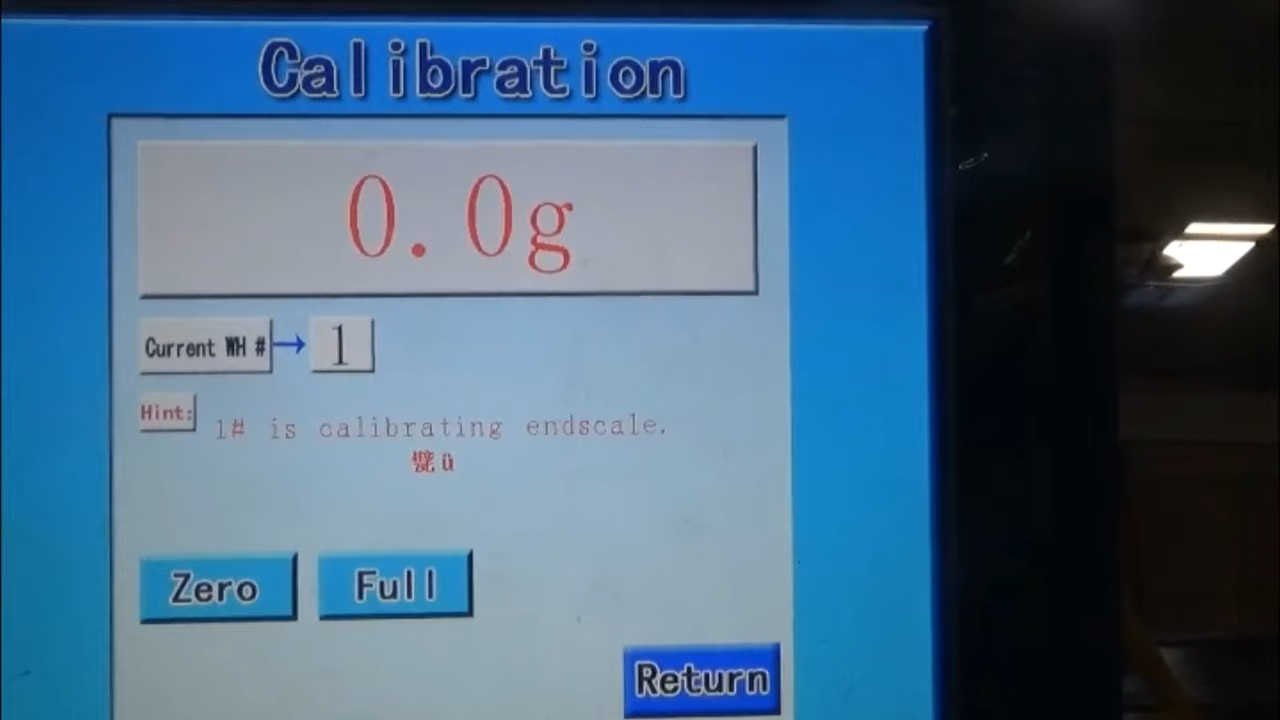 Calibration
0.0g
Current WH # → 1
Hint: 1# is calibrating endscale.
ü
Zero Full
Return